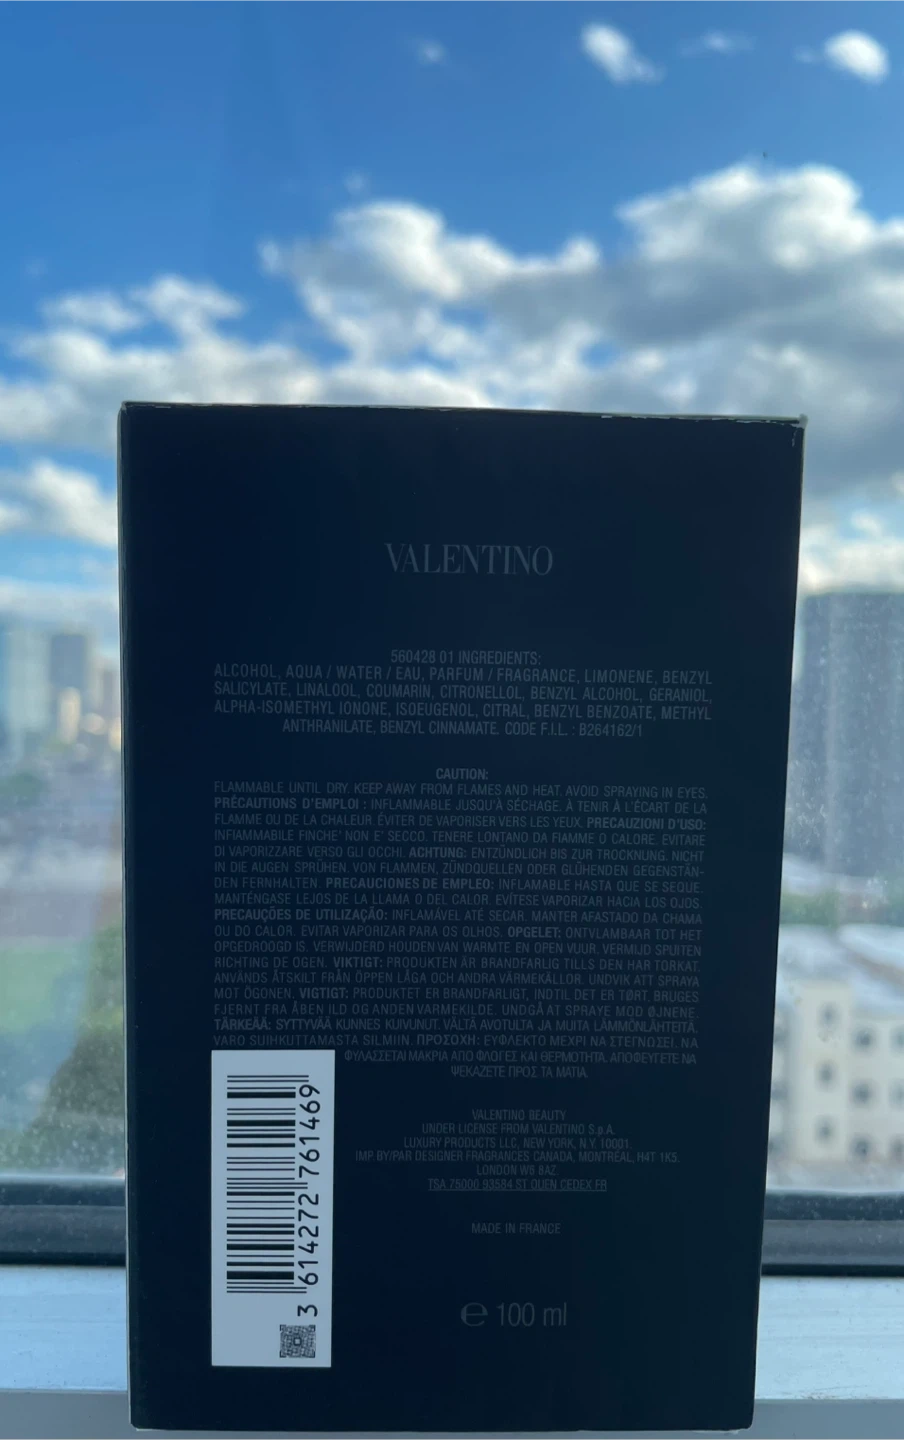 VALENTINO
560428 01 INGREDIENTS:
ALCOHOL, AQUA / WATER / EAU, PARFUM / FRAGRANCE, LIMONENE, BENZYL
SALICYLATE, LINALOOL, COUMARIN, CITRONELLOL, BENZYL ALCOHOL, GERANIOL,
ALPHA-ISOMETHYL IONONE, ISOEUGENOL, CITRAL, BENZYL BENZOATE, METHYL
ANTHRANILATE, BENZYL CINNAMATE. CODE F.I.L. : B264162/1
CAUTION:
FLAMMABLE UNTIL DRY. KEEP AWAY FROM FLAMES AND HEAT. AVOID SPRAYING IN EYES.
PRÉCAUTIONS D'EMPLOI : INFLAMMABLE JUSQU'À SÉCHAGE. À TENIR À L'ÉCART DE LA
FLAMME OU DE LA CHALEUR. ÉVITER DE VAPORISER VERS LES YEUX. PRECAUZIONI D'USO:
INFIAMMABILE FINCHE' NON E' SECCO. TENERE LONTANO DA FIAMME O CALORE. EVITARE
DI VAPORIZZARE VERSO GLI OCCHI. ACHTUNG: ENTZÜNDLICH BIS ZUR TROCKNUNG. NICHT
IN DIE AUGEN SPRÜHEN. VON FLAMMEN, ZÜNDQUELLEN ODER GLÜHENDEN GEGENSTÄN-
DEN FERNHALTEN. PRECAUCIONES DE EMPLEO: INFLAMABLE HASTA QUE SE SEQUE.
MANTÉNGASE LEJOS DE LA LLAMA O DEL CALOR. EVÍTESE VAPORIZAR HACIA LOS OJOS.
PRECAUÇÕES DE UTILIZAÇÃO: INFLAMÁVEL ATÉ SECAR. MANTER AFASTADO DA CHAMA
OU DO CALOR. EVITAR VAPORIZAR PARA OS OLHOS. OPGELET: ONTVLAMBAAR TOT HET
OPGEDROOGD IS. VERWIJDERD HOUDEN VAN WARMTE EN OPEN VUUR. VERMIJD SPUITEN
RICHTING DE OGEN. VIKTIGT: PRODUKTEN ÄR BRANDFARLIG TILLS DEN HAR TORKAT.
ANVÄNDS ÅTSKILT FRÅN ÖPPEN LÅGA OCH ANDRA VÄRMEKÄLLOR. UNDVIK ATT SPRAYA
MOT ÖGONEN. VIGTIGT: PRODUKTET ER BRANDFARLIGT, INDTIL DET ER TØRT. BRUGES
FJERNT FRA ÅBEN ILD OG ANDEN VARMEKILDE. UNDGÅ AT SPRAYE MOD ØJNENE.
TÄRKEÄÄ: SYTTYVÄÄ KUNNES KUIVUNUT. VÄLTÄ AVOTULTA JA MUITA LÄMMÖNLÄHTEITÄ.
VARO SUIHKUTTAMASTA SILMIIN. ΠΡΟΣΟΧΗ: ΕΥΦΛΕΚΤΟ ΜΕΧΡΙ ΝΑ ΣΤΕΓΝΩΣΕΙ. ΝΑ
ΦΥΛΑΣΣΕΤΑΙ ΜΑΚΡΙΑ ΑΠΟ ΦΛΟΓΕΣ ΚΑΙ ΘΕΡΜΟΤΗΤΑ. ΑΠΟΦΕΥΓΕΤΕ ΝΑ
ΨΕΚΑΖΕΤΕ ΠΡΟΣ ΤΑ ΜΑΤΙΑ.
VALENTINO BEAUTY
UNDER LICENSE FROM VALENTINO S.p.A.
LUXURY PRODUCTS LLC, NEW YORK, N.Y. 10001.
IMP. BY/PAR DESIGNER FRAGRANCES CANADA, MONTRÉAL, H4T 1K5.
LONDON W6 8AZ.
TSA 75000 93584 ST OUEN CEDEX FR
MADE IN FRANCE
℮ 100 ml
3 614272 761469